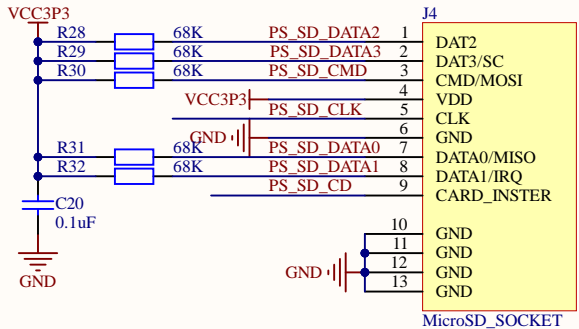 VCC3P3 J4
R28 68K PS_SD_DATA2 1 DAT2
R29 68K PS_SD_DATA3 2 DAT3/SC
R30 68K PS_SD_CMD 3 CMD/MOSI
VCC3P3 4 VDD
PS_SD_CLK 5 CLK
GND 6 GND
R31 68K PS_SD_DATA0 7 DATA0/MISO
R32 68K PS_SD_DATA1 8 DATA1/IRQ
PS_SD_CD 9 CARD_INSTER
C20
0.1uF
10 GND
11 GND
GND 12 GND
13 GND
GND
MicroSD_SOCKET